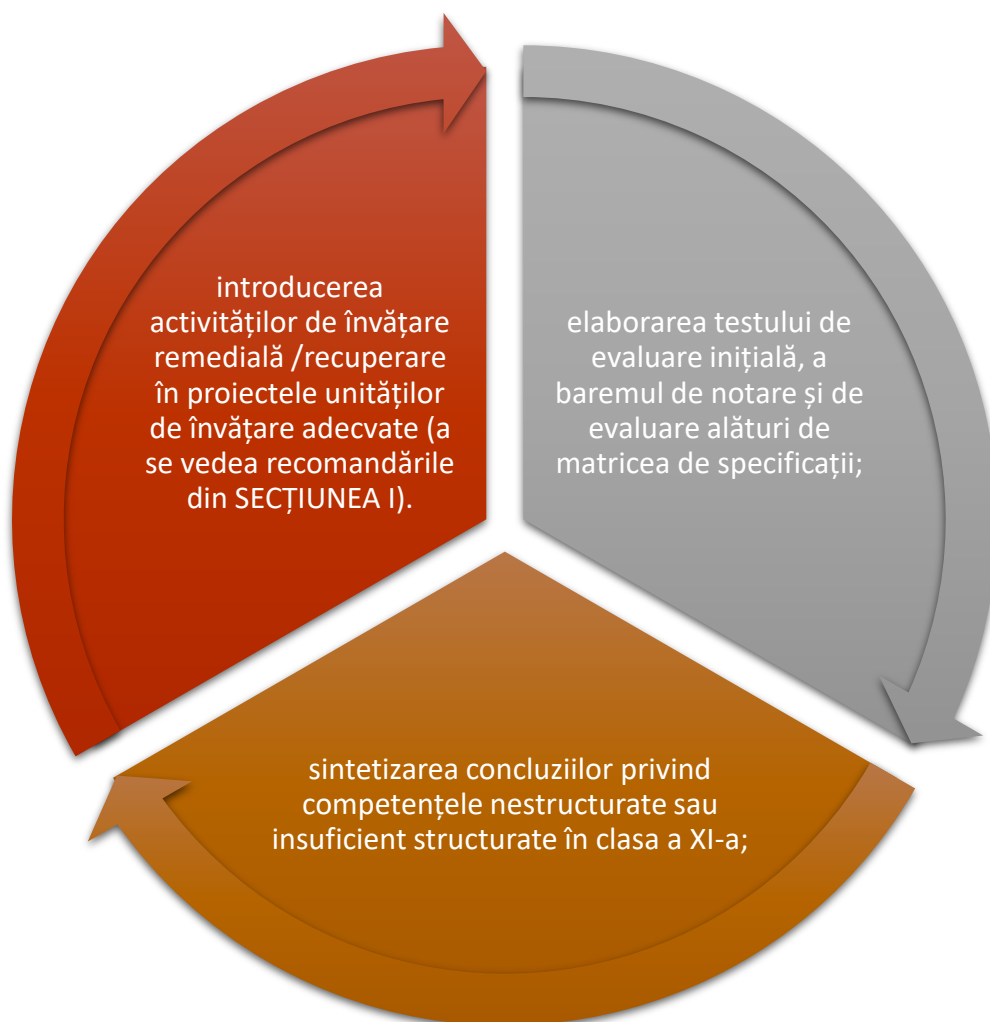 elaborarea testului de
evaluare inițială, a
baremul de notare și de
evaluare alături de
matricea de specificații;
sintetizarea concluziilor privind
competențele nestructurate sau
insuficient structurate în clasa a XI-a;
introducerea
activităților de învățare
remedială /recuperare
în proiectele unităților
de învățare adecvate (a
se vedea recomandările
din SECȚIUNEA I).